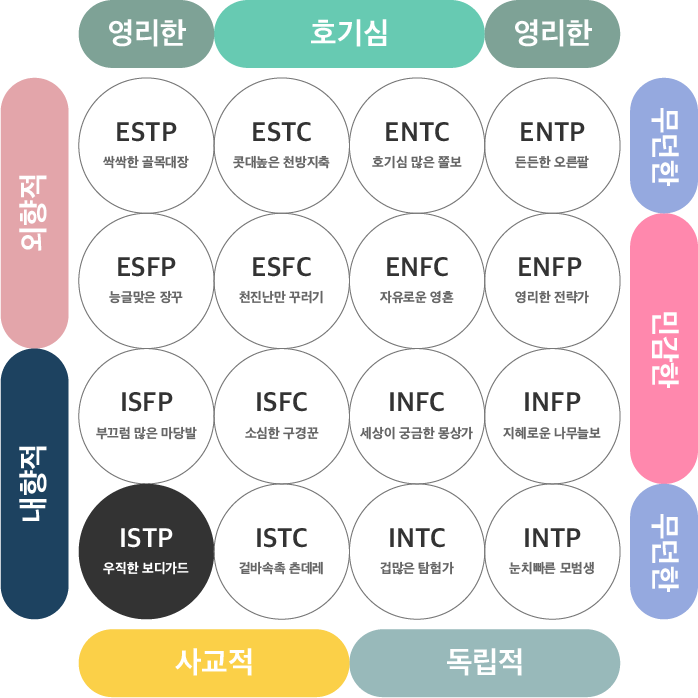 영리한
호기심
영리한
외향적
내향적
ESTP
싹싹한 골목대장
ESTC
콧대높은 천방지축
ENTC
호기심 많은 쫄보
ENTP
든든한 오른팔
ESFP
능글맞은 장꾸
ESFC
천진난만 꾸러기
ENFC
자유로운 영혼
ENFP
영리한 전략가
ISFP
부끄럼 많은 마당발
ISFC
소심한 구경꾼
INFC
세상이 궁금한 몽상가
INFP
지혜로운 나무늘보
ISTP
우직한 보디가드
ISTC
겉바속촉 츤데레
INTC
겁많은 탐험가
INTP
눈치빠른 모범생
무던한
민감한
무던한
사교적
독립적